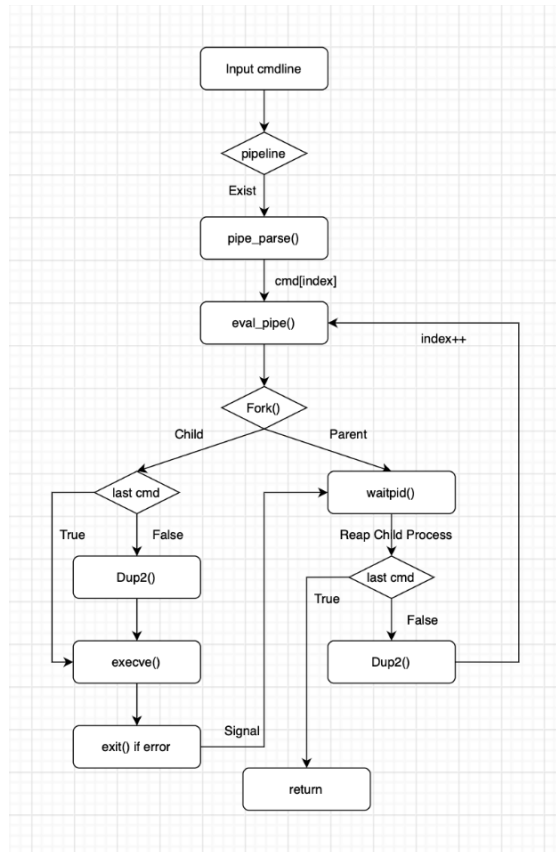 Input cmdline
pipeline
Exist
pipe_parse()
cmd[index]
eval_pipe()
index++
Fork()
Child
Parent
last cmd
waitpid()
True
False
Reap Child Process
Dup2()
last cmd
True
False
execve()
Dup2()
Signal
exit() if error
return